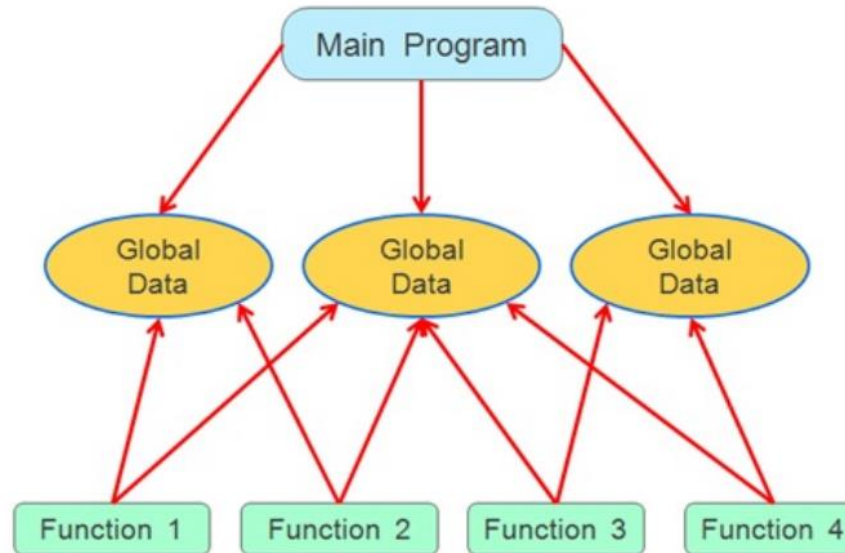 Main Program
Global
Data
Global
Data
Global
Data
Function 1
Function 2
Function 3
Function 4